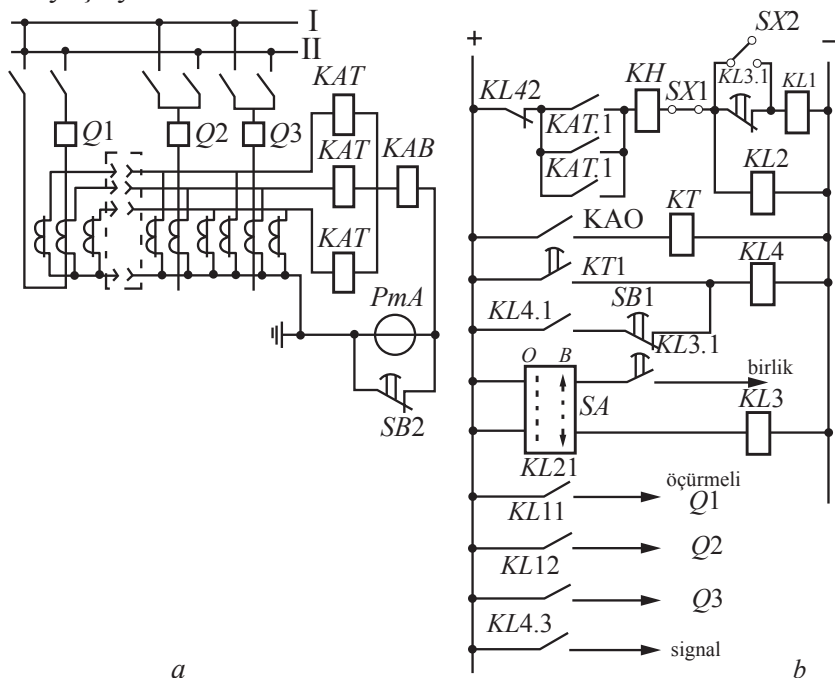 I
II
KAT
Q1
Q2
Q3
KAT
KAB
KAT
PmA
SB2
a
+
–
SX2
KL42
KH
SX1
KL3.1
KL1
KAT.1
KAT.1
KL2
KAO
KT
KT1
KL4
SB1
KL4.1
KL3.1
O B
birlik
SA
KL3
KL21
öçürmeli
Q1
KL11
Q2
KL12
Q3
KL4.3
signal
b